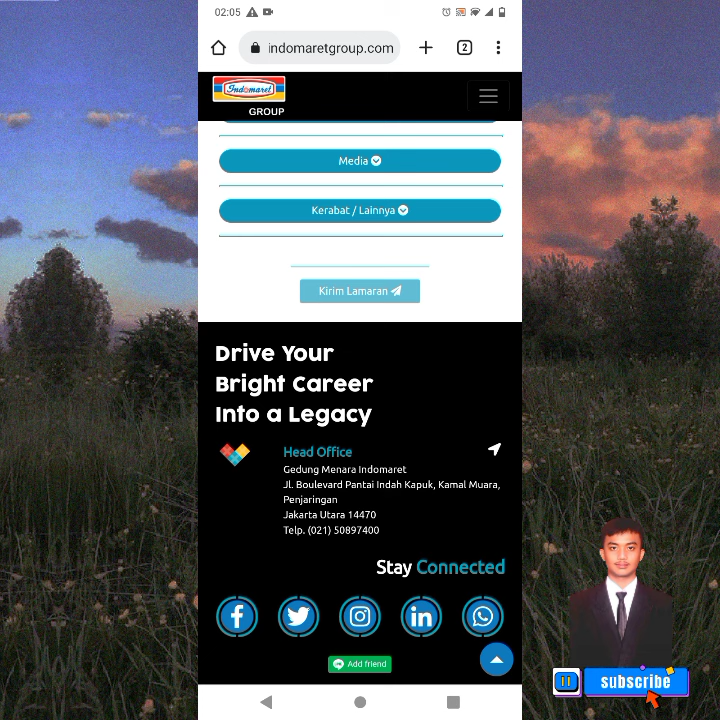 02:05
indomaretgroup.com
2
Indomaret
GROUP
Media
Kerabat / Lainnya
Kirim Lamaran
Drive Your
Bright Career
Into a Legacy
Head Office
Gedung Menara Indomaret
Jl. Boulevard Pantai Indah Kapuk, Kamal Muara,
Penjaringan
Jakarta Utara 14470
Telp. (021) 50897400
Stay Connected
Add friend
subscribe